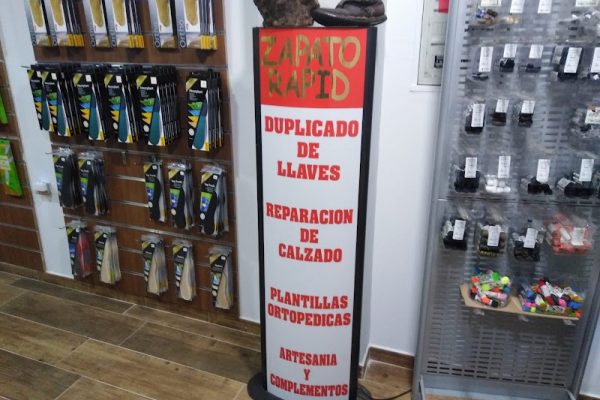 ZAPATO
RAPID
DUPLICADO
DE
LLAVES
REPARACION
DE
CALZADO
PLANTILLAS
ORTOPEDICAS
ARTESANIA
Y
COMPLEMENTOS